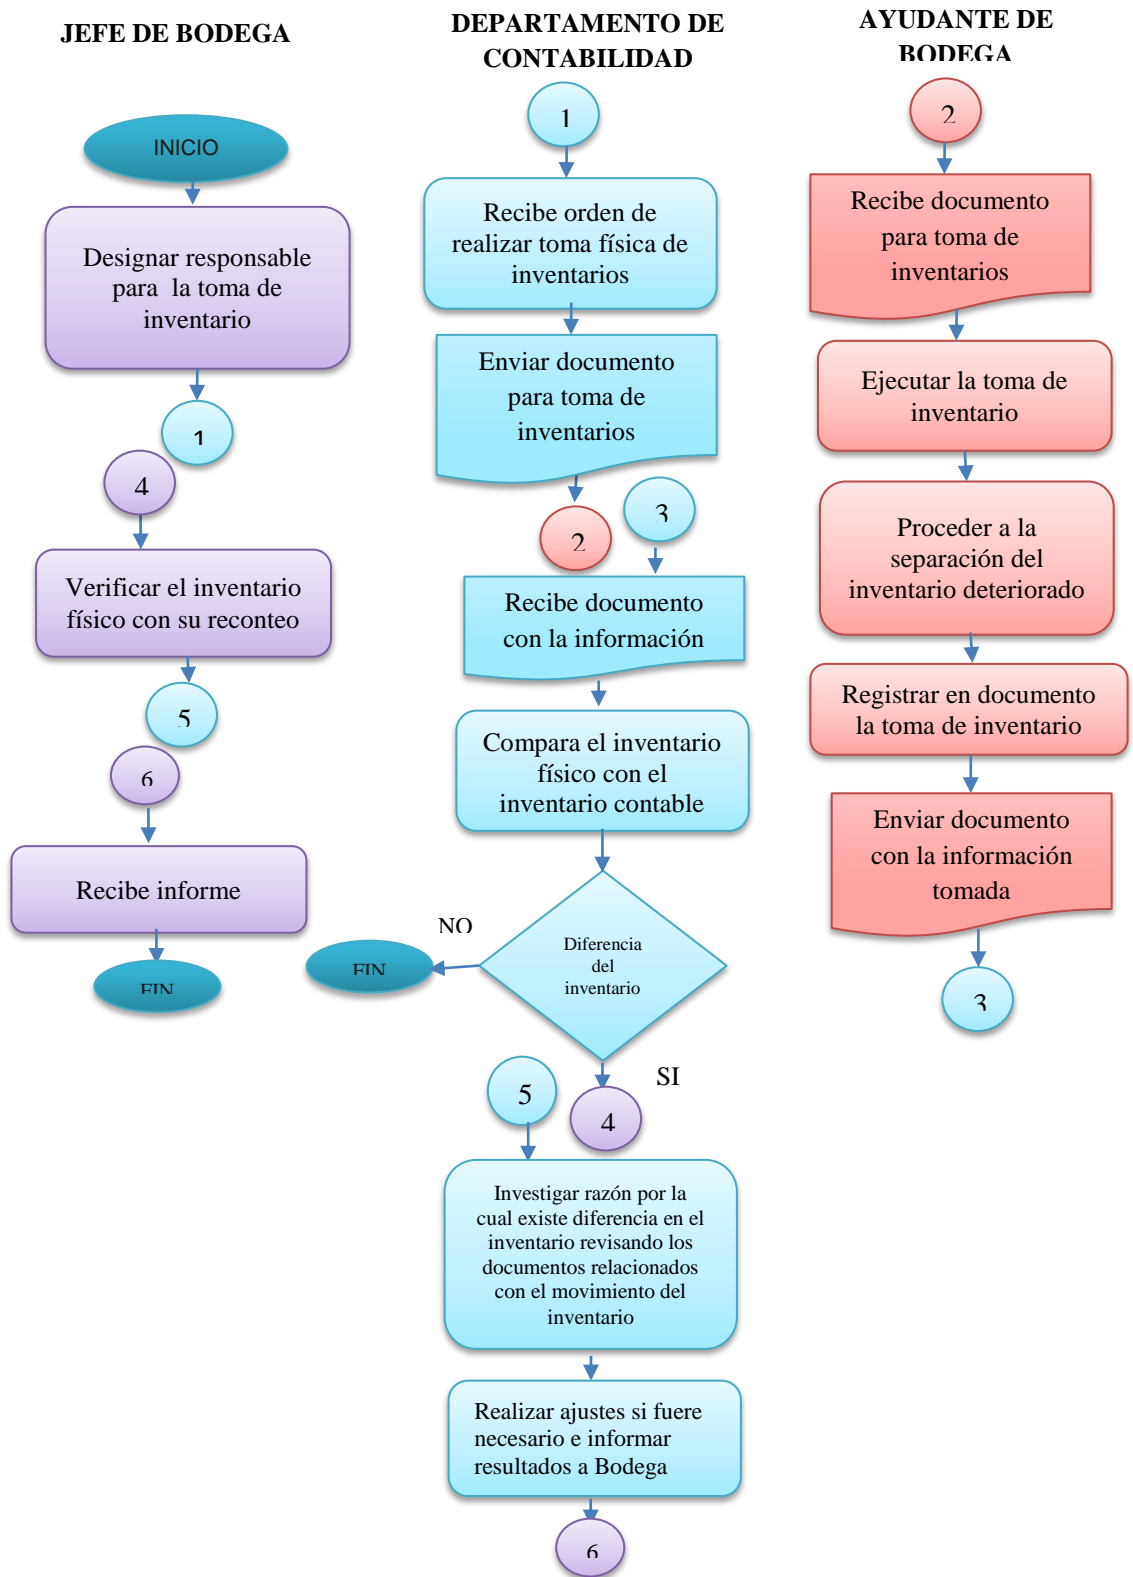 JEFE DE BODEGA
INICIO
Designar responsable
para la toma de
inventario
1
4
Verificar el inventario
físico con su reconteo
5
6
Recibe informe
FIN
DEPARTAMENTO DE
CONTABILIDAD
1
Recibe orden de
realizar toma física de
inventarios
Enviar documento
para toma de
inventarios
2
3
Recibe documento
con la información
Compara el inventario
físico con el
inventario contable
Diferencia
del
inventario
NO
FIN
SI
4
5
Investigar razón por la
cual existe diferencia en el
inventario revisando los
documentos relacionados
con el movimiento del
inventario
Realizar ajustes si fuere
necesario e informar
resultados a Bodega
6
AYUDANTE DE
BODEGA
2
Recibe documento
para toma de
inventarios
Ejecutar la toma de
inventario
Proceder a la
separación del
inventario deteriorado
Registrar en documento
la toma de inventario
Enviar documento
con la información
tomada
3